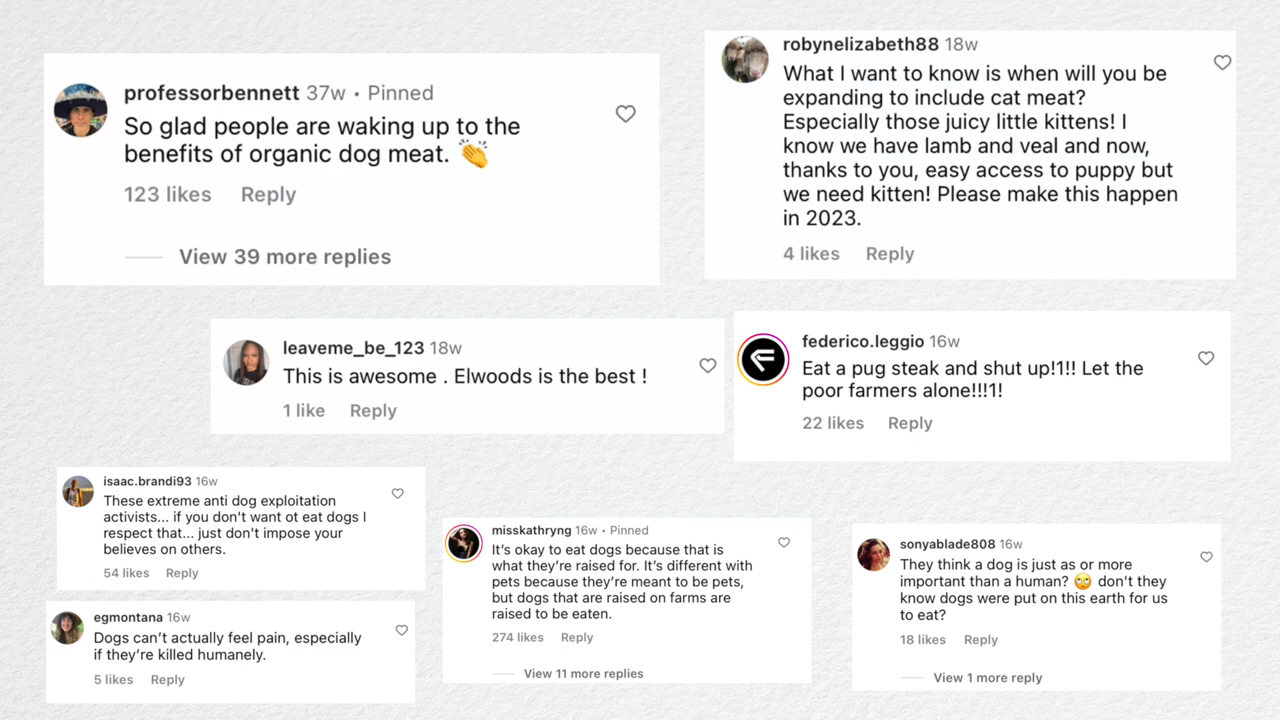 professorbennett 37w • Pinned
So glad people are waking up to the
benefits of organic dog meat. 👏
123 likes Reply
View 39 more replies
robynelizabeth88 18w
What I want to know is when will you be
expanding to include cat meat?
Especially those juicy little kittens! I
know we have lamb and veal and now,
thanks to you, easy access to puppy but
we need kitten! Please make this happen
in 2023.
4 likes Reply
leaveme_be_123 18w
This is awesome . Elwoods is the best !
1 like Reply
federico.leggio 16w
Eat a pug steak and shut up!1!! Let the
poor farmers alone!!!1!
22 likes Reply
isaac.brandi93 16w
These extreme anti dog exploitation
activists... if you don't want ot eat dogs I
respect that... just don't impose your
believes on others.
54 likes Reply
egmontana 16w
Dogs can’t actually feel pain, especially
if they’re killed humanely.
5 likes Reply
misskathryng 16w • Pinned
It’s okay to eat dogs because that is
what they’re raised for. It’s different with
pets because they’re meant to be pets,
but dogs that are raised on farms are
raised to be eaten.
274 likes Reply
View 11 more replies
sonyablade808 16w
They think a dog is just as or more
important than a human? 🙄 don't they
know dogs were put on this earth for us
to eat?
18 likes Reply
View 1 more reply